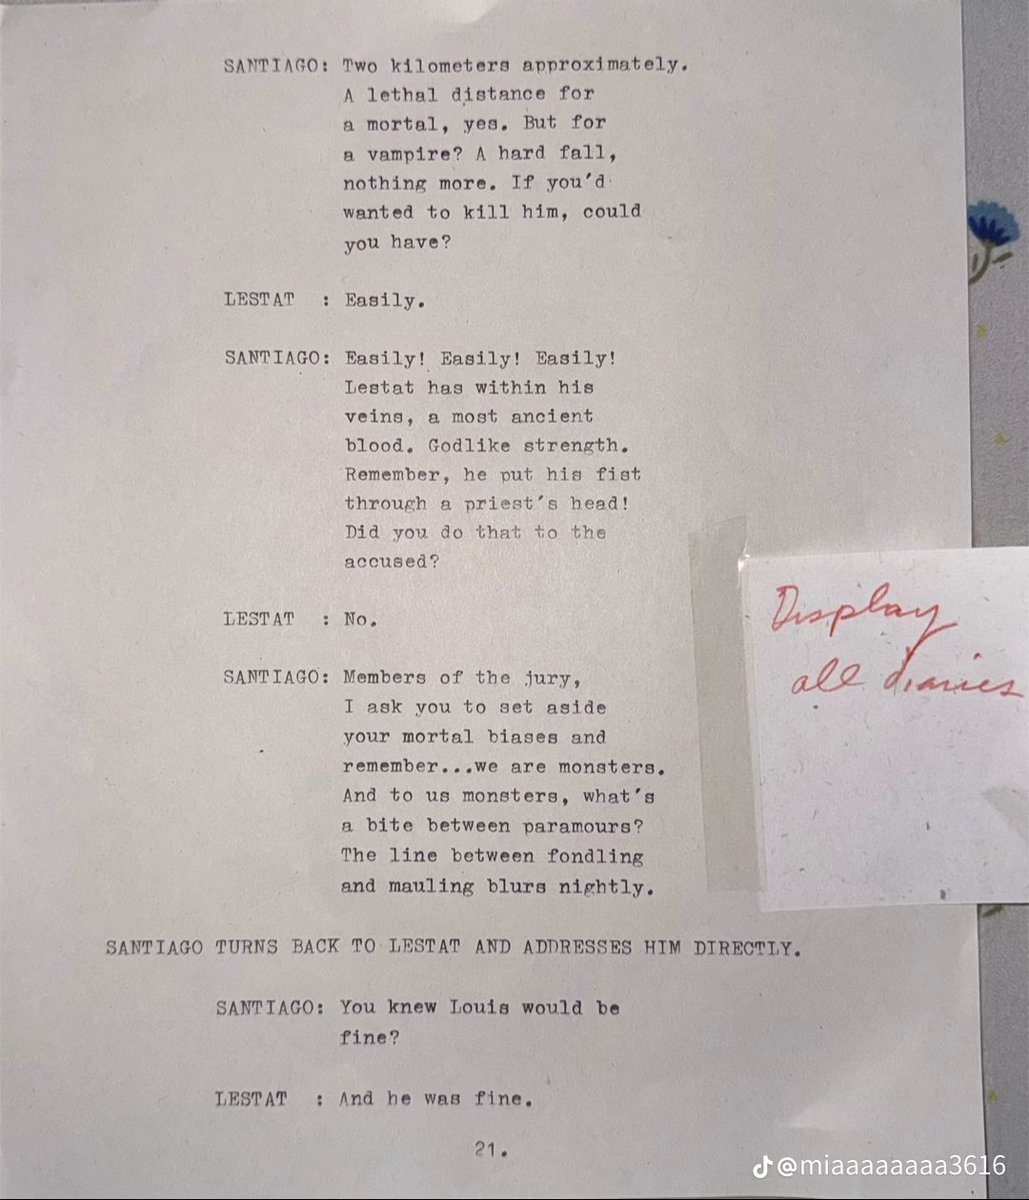 SANTIAGO: Two kilometers approximately.
A lethal distance for
a mortal, yes. But for
a vampire? A hard fall,
nothing more. If you'd
wanted to kill him, could
you have?
LESTAT : Easily.
SANTIAGO: Easily! Easily! Easily!
Lestat has within his
veins, a most ancient
blood. Godlike strength.
Remember, he put his fist
through a priest's head!
Did you do that to the
accused?
LESTAT : No.
SANTIAGO: Members of the jury,
I ask you to set aside
your mortal biases and
remember...we are monsters.
And to us monsters, what's
a bite between paramours?
The line between fondling
and mauling blurs nightly.
SANTIAGO TURNS BACK TO LESTAT AND ADDRESSES HIM DIRECTLY.
SANTIAGO: You knew Louis would be
fine?
LESTAT : And he was fine.
21.
Display
all diaries
@miaaaaaaaa3616